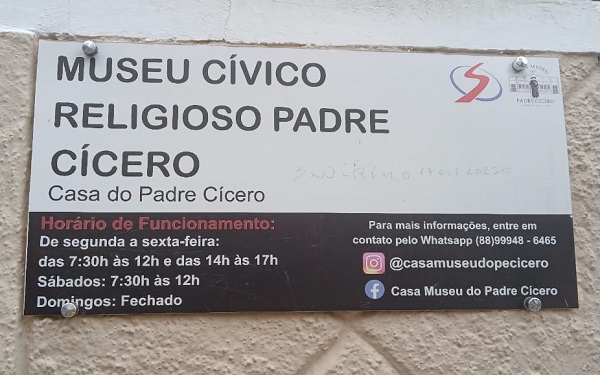 MUSEU CÍVICO
RELIGIOSO PADRE
CÍCERO
Casa do Padre Cícero
PADRE CÍCERO
Horário de Funcionamento:
De segunda a sexta-feira:
das 7:30h às 12h e das 14h às 17h
Sábados: 7:30h às 12h
Domingos: Fechado
Para mais informações, entre em
contato pelo Whatsapp (88)99948 - 6465
@casamuseudopecicero
Casa Museu do Padre Cícero